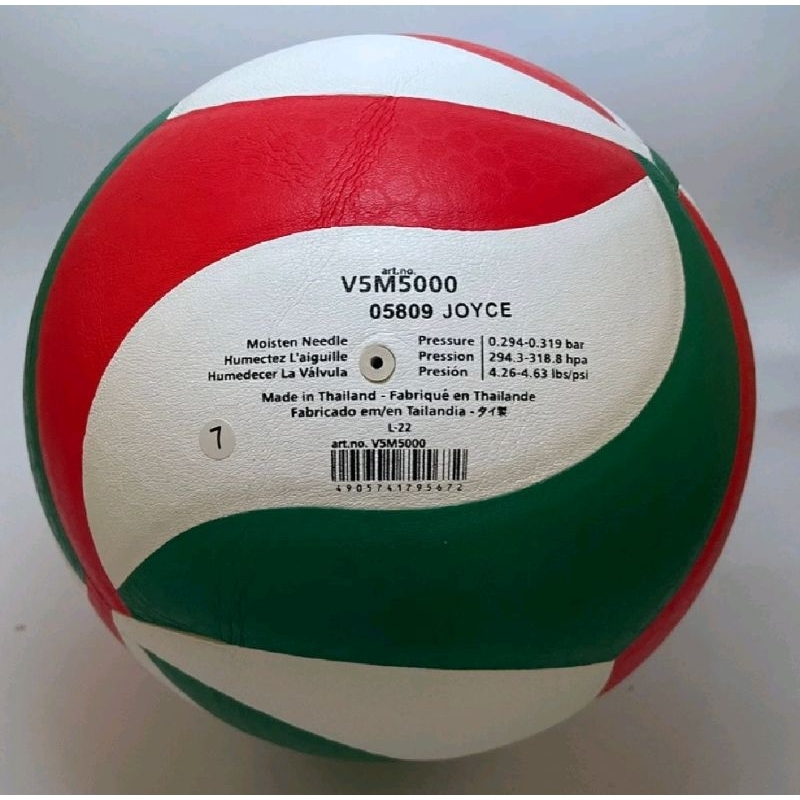 art.no.
V5M5000
05809 JOYCE
Moisten Needle
Humectez L'aiguille
Humedecer La Válvula
Pressure 0.294-0.319 bar
Pression 294.3-318.8 hpa
Presión 4.26-4.63 lbs/psi
Made in Thailand - Fabriqué en Thailande
Fabricado em/en Tailandia - タイ製
L-22
7
art.no. V5M5000
4905741795672